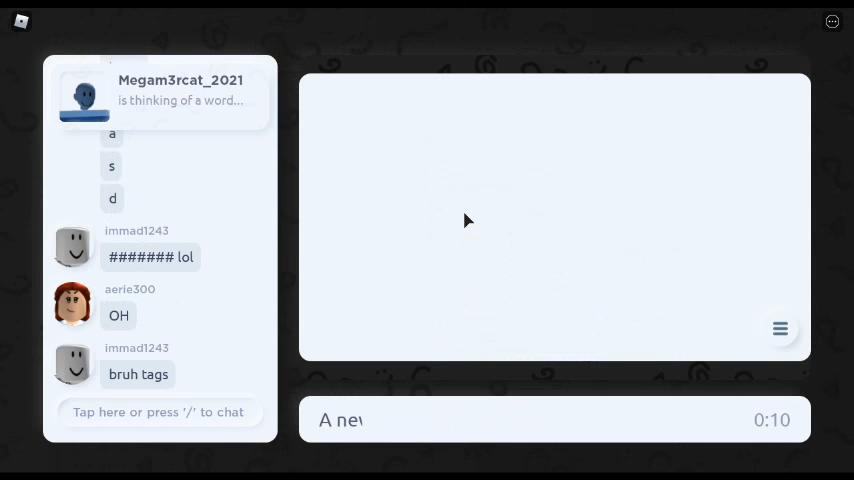 Megam3rcat_2021
is thinking of a word...
a
s
d
immad1243
####### lol
aerie300
OH
immad1243
bruh tags
Tap here or press '/' to chat
A new
0:10